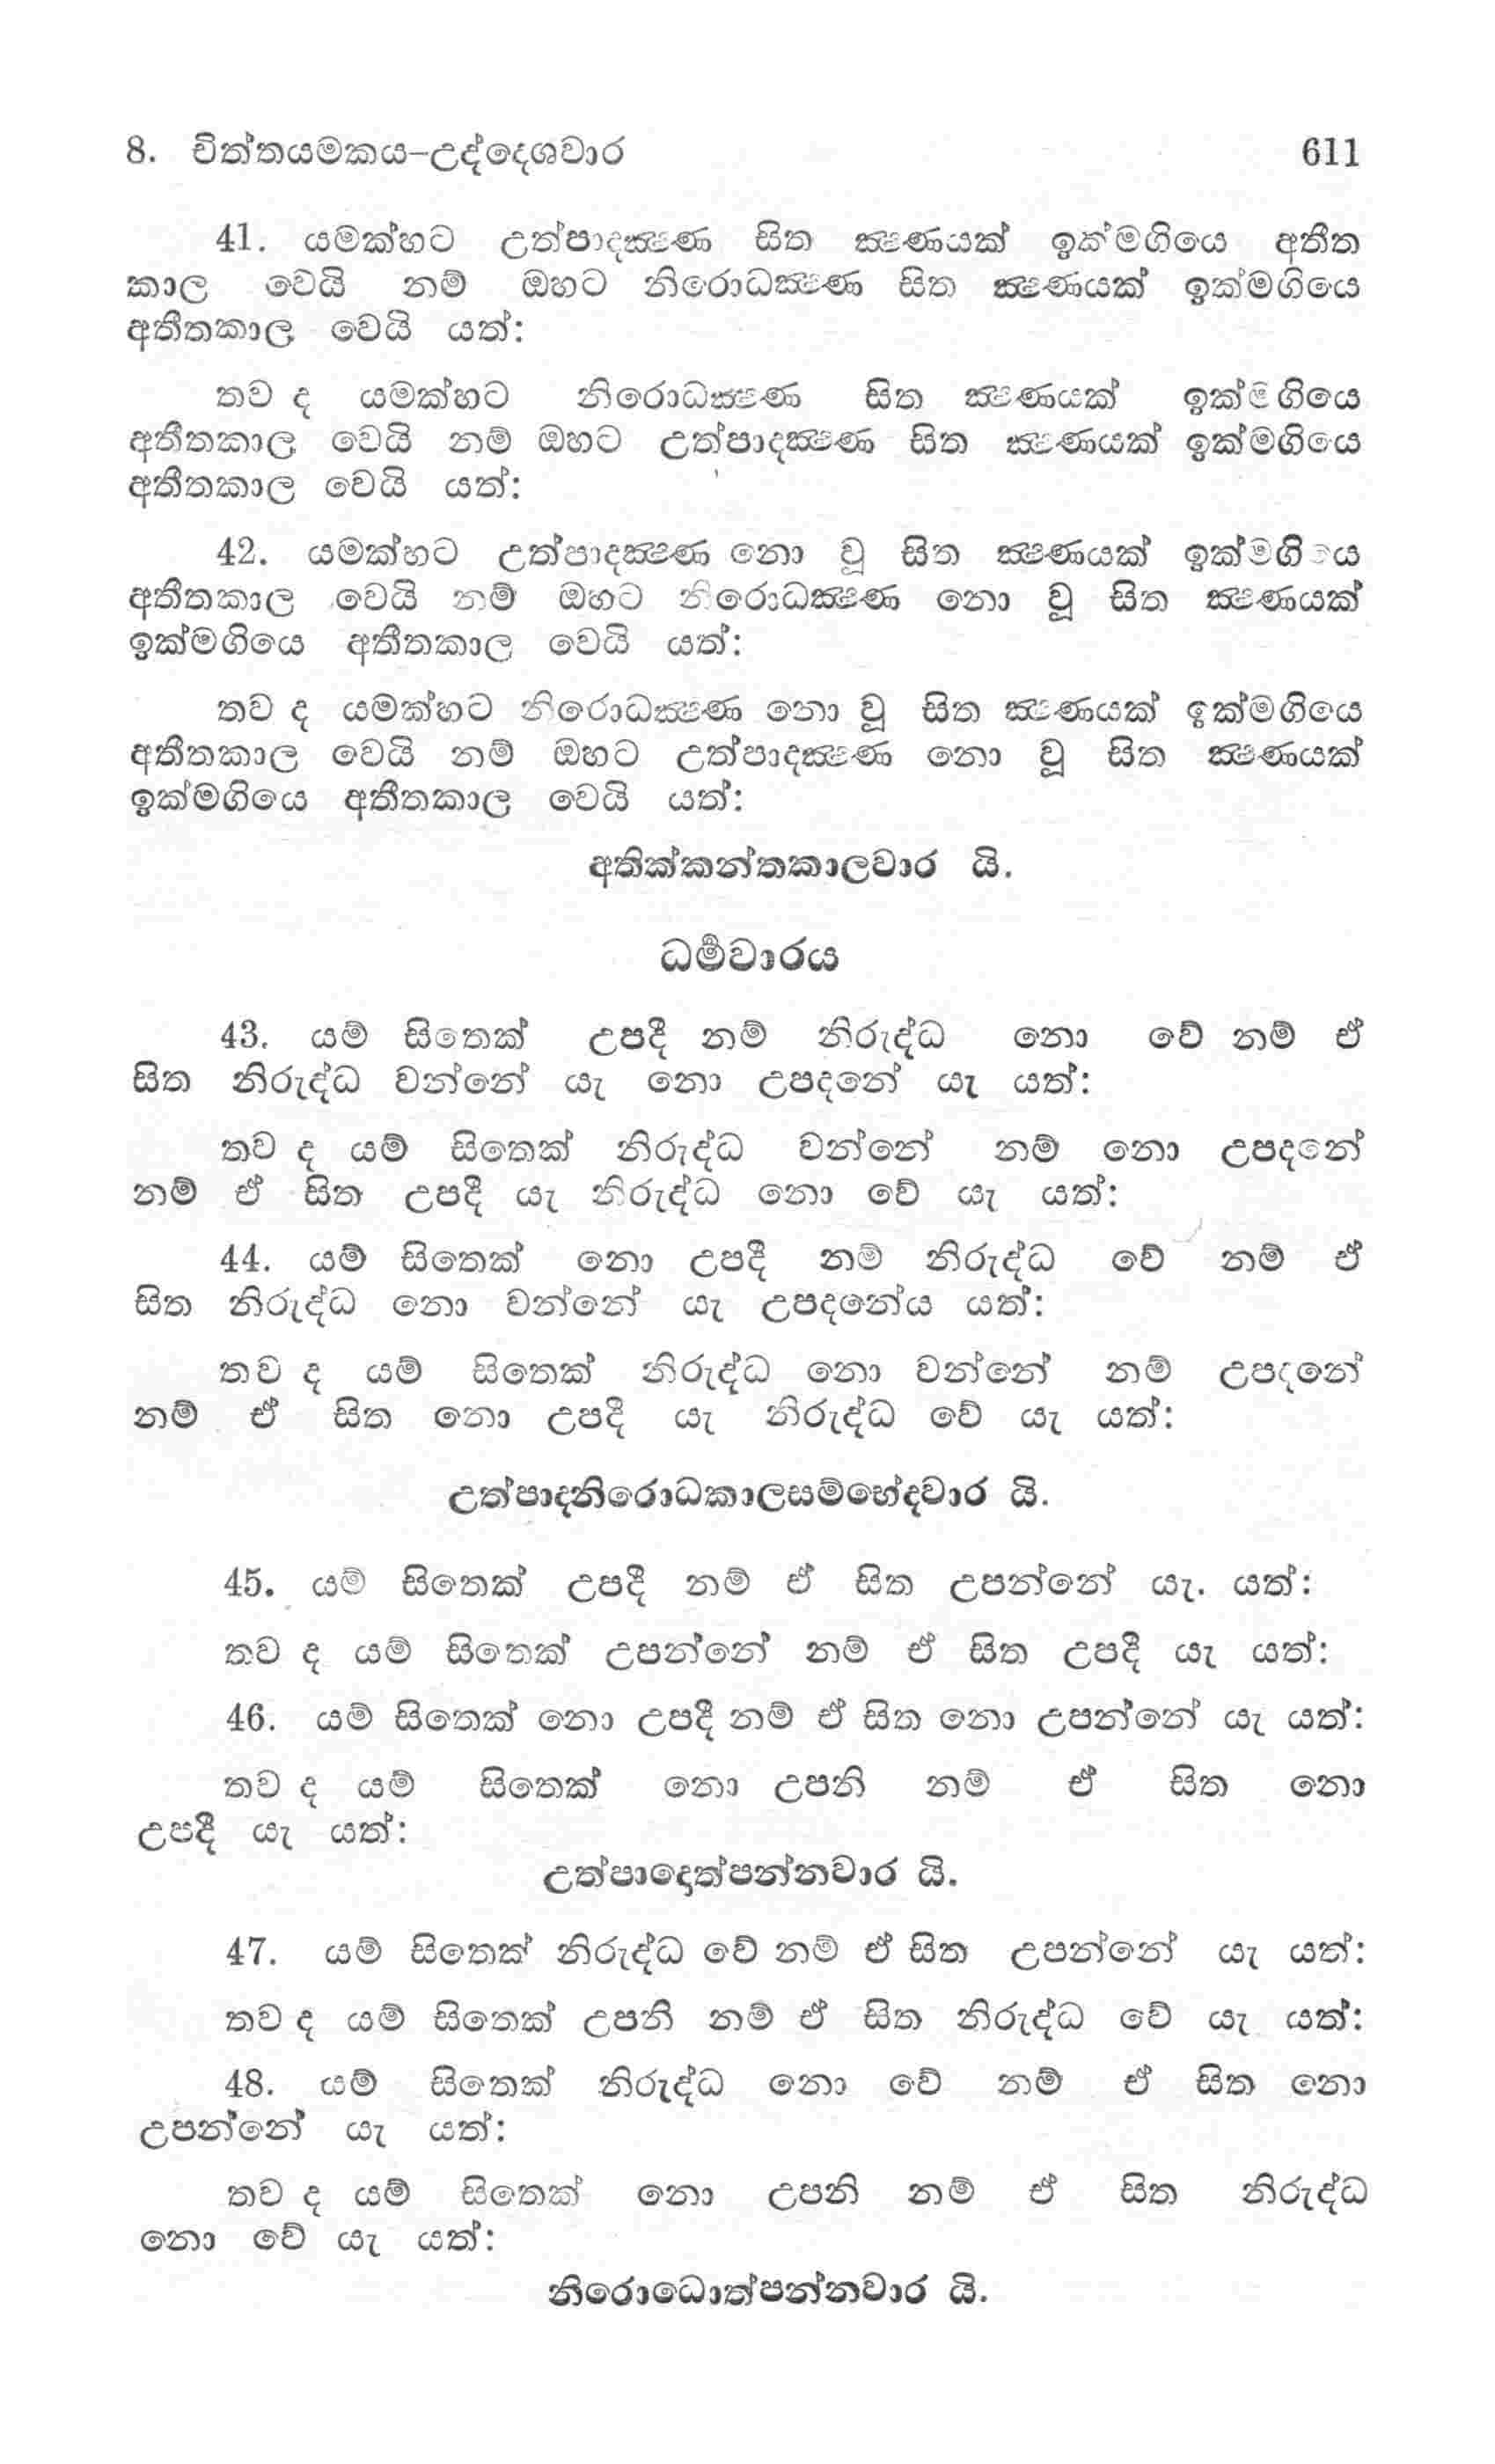 8. චිත්තයමකය–උද්දෙශවාර 611
41. යමක්හට උත්පාදක්‍ෂණ සිත ක්‍ෂණයක් ඉක්මගියෙ අතීත
කාල වෙයි නම් ඔහට නිරොධක්‍ෂණ සිත ක්‍ෂණයක් ඉක්මගියෙ
අතීතකාල වෙයි යත්:
තව ද යමක්හට නිරොධක්‍ෂණ සිත ක්‍ෂණයක් ඉක්මගියෙ
අතීතකාල වෙයි නම් ඔහට උත්පාදක්‍ෂණ සිත ක්‍ෂණයක් ඉක්මගියෙ
අතීතකාල වෙයි යත්:
42. යමක්හට උත්පාදක්‍ෂණ නො වූ සිත ක්‍ෂණයක් ඉක්මගියෙ
අතීතකාල වෙයි නම් ඔහට නිරොධක්‍ෂණ නො වූ සිත ක්‍ෂණයක්
ඉක්මගියෙ අතීතකාල වෙයි යත්:
තව ද යමක්හට නිරොධක්‍ෂණ නො වූ සිත ක්‍ෂණයක් ඉක්මගියෙ
අතීතකාල වෙයි නම් ඔහට උත්පාදක්‍ෂණ නො වූ සිත ක්‍ෂණයක්
ඉක්මගියෙ අතීතකාල වෙයි යත්:
අතික්කන්තකාලවාර යි.
ධර්‍මවාරය
43. යම් සිතෙක් උපදී නම් නිරුද්ධ නො වේ නම් ඒ
සිත නිරුද්ධ වන්නේ යැ නො උපදනේ යැ යත්:
තව ද යම් සිතෙක් නිරුද්ධ වන්නේ නම් නො උපදනේ
නම් ඒ සිත උපදී යැ නිරුද්ධ නො වේ යැ යත්:
44. යම් සිතෙක් නො උපදී නම් නිරුද්ධ වේ නම් ඒ
සිත නිරුද්ධ නො වන්නේ යැ උපදනේය යත්:
තව ද යම් සිතෙක් නිරුද්ධ නො වන්නේ නම් උපදනේ
නම් ඒ සිත නො උපදී යැ නිරුද්ධ වේ යැ යත්:
උත්පාදනිරොධකාලසම්භේදවාර යි.
45. යම් සිතෙක් උපදී නම් ඒ සිත උපන්නේ යැ. යත්:
තව ද යම් සිතෙක් උපන්නේ නම් ඒ සිත උපදී යැ යත්:
46. යම් සිතෙක් නො උපදී නම් ඒ සිත නො උපන්නේ යැ යත්:
තව ද යම් සිතෙක් නො උපනි නම් ඒ සිත නො
උපදී යැ යත්:
උත්පාදොත්පන්නවාර යි.
47. යම් සිතෙක් නිරුද්ධ වේ නම් ඒ සිත උපන්නේ යැ යත්:
තව ද යම් සිතෙක් උපනි නම් ඒ සිත නිරුද්ධ වේ යැ යත්:
48. යම් සිතෙක් නිරුද්ධ නො වේ නම් ඒ සිත නො
උපන්නේ යැ යත්:
තව ද යම් සිතෙක් නො උපනි නම් ඒ සිත නිරුද්ධ
නො වේ යැ යත්:
නිරොධොත්පන්නවාර යි.